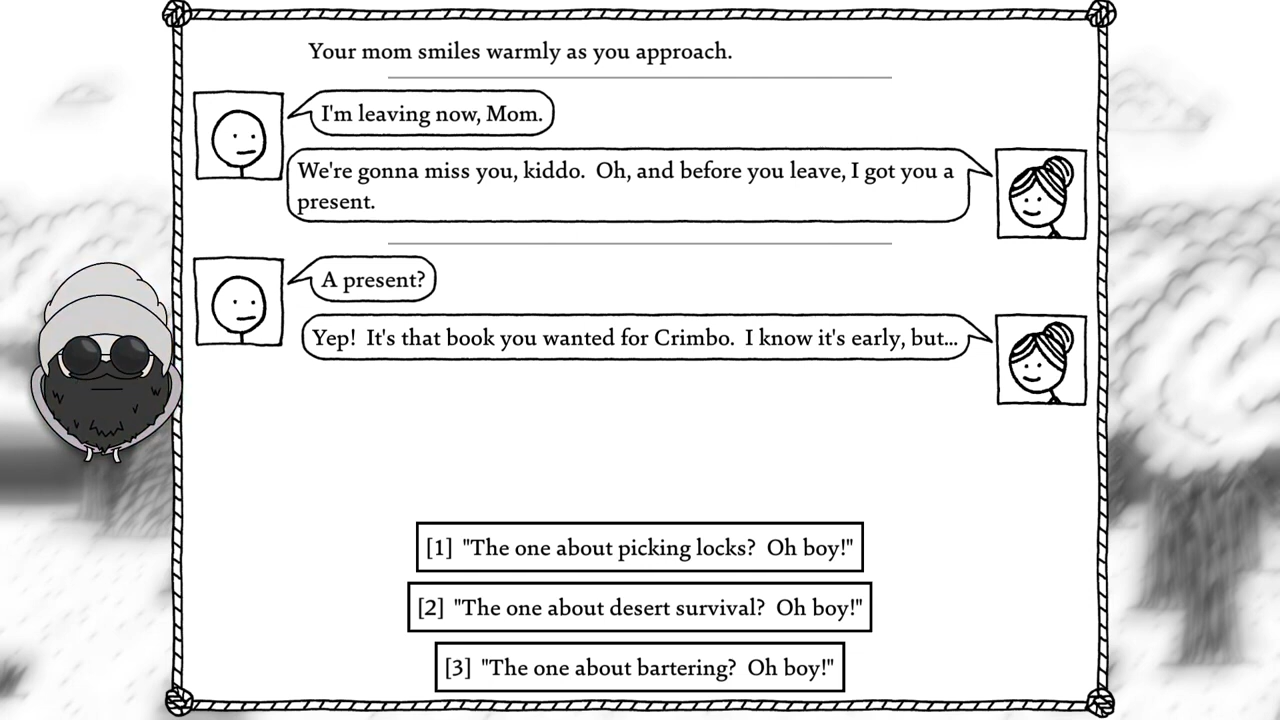 Your mom smiles warmly as you approach.
I'm leaving now, Mom.
We're gonna miss you, kiddo.  Oh, and before you leave, I got you a
present.
A present?
Yep!  It's that book you wanted for Crimbo.  I know it's early, but...
[1]  "The one about picking locks?  Oh boy!"
[2]  "The one about desert survival?  Oh boy!"
[3]  "The one about bartering?  Oh boy!"